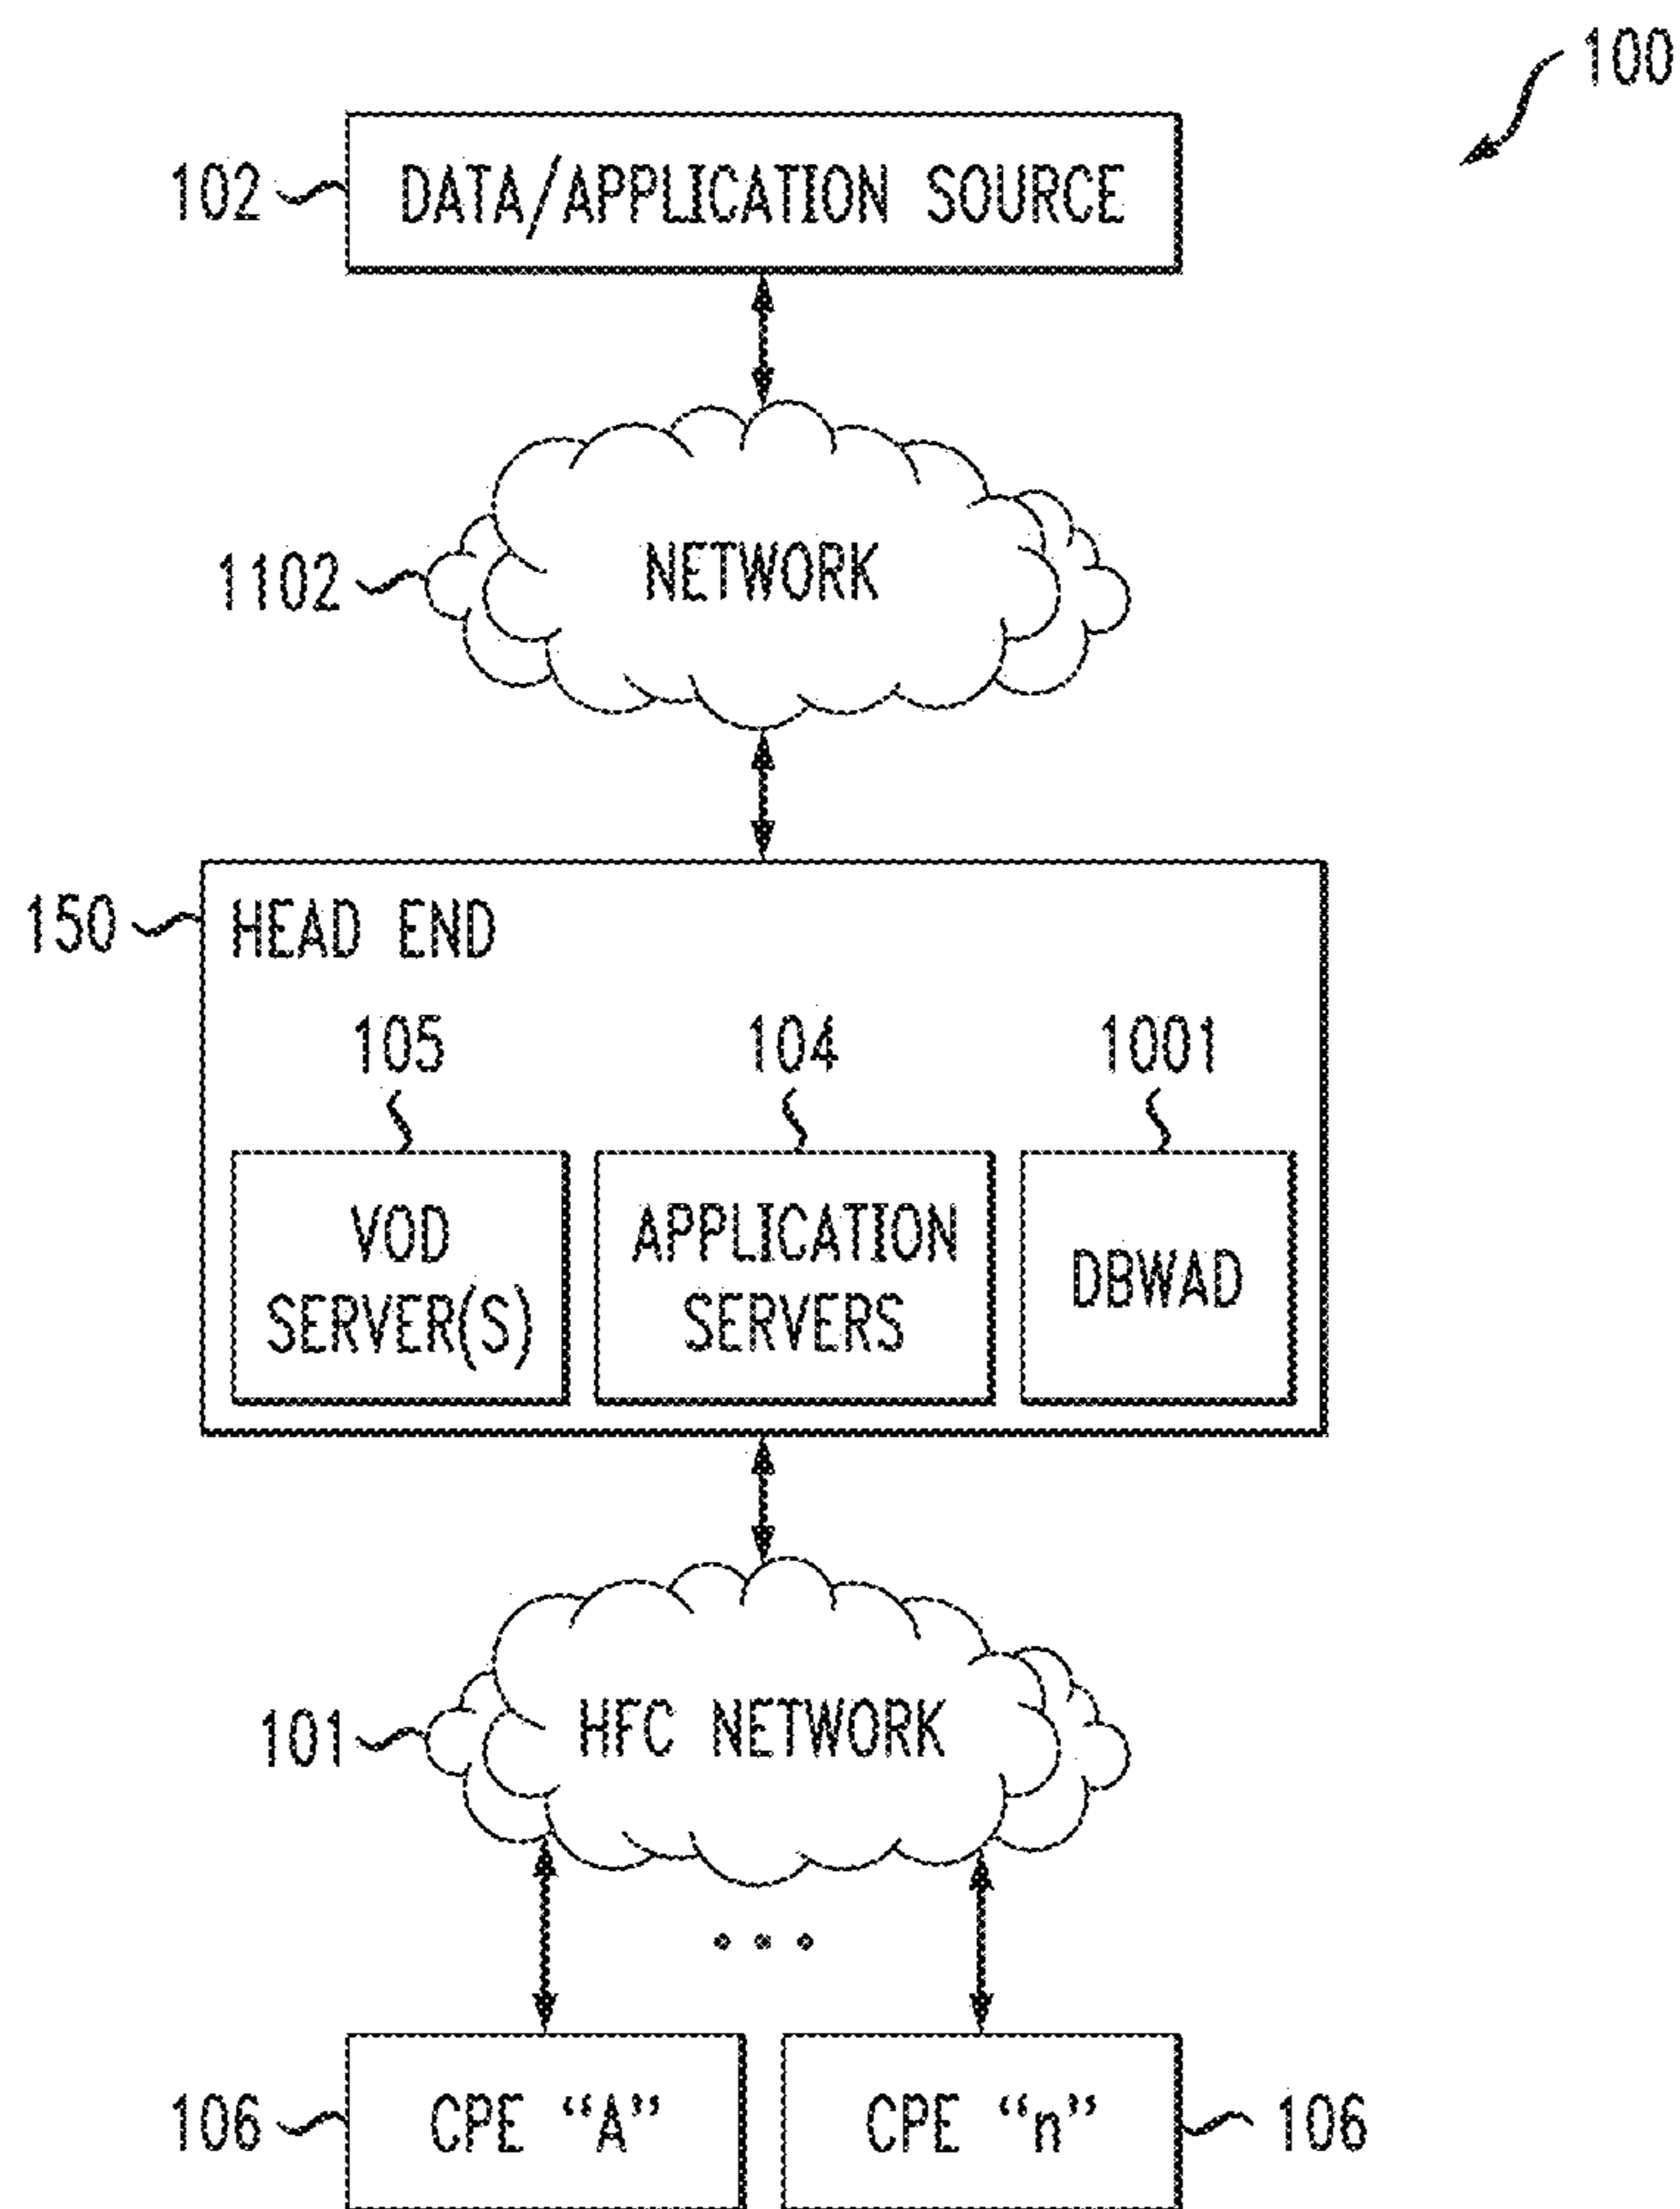 100
102
DATA/APPLICATION SOURCE
1102
NETWORK
150
HEAD END
105
104
1001
VOD
SERVER(S)
APPLICATION
SERVERS
DBWAD
101
HFC NETWORK
106
CPE “A”
CPE “n”
106